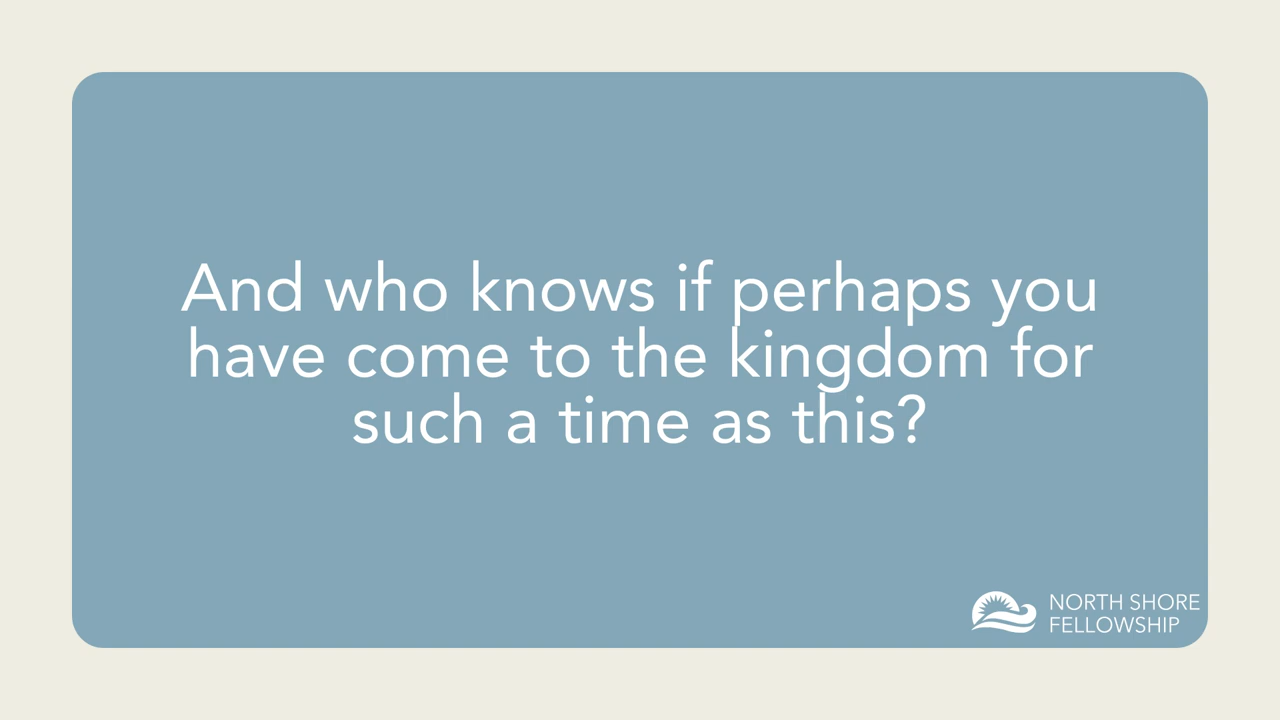 And who knows if perhaps you
have come to the kingdom for
such a time as this?
NORTH SHORE
FELLOWSHIP